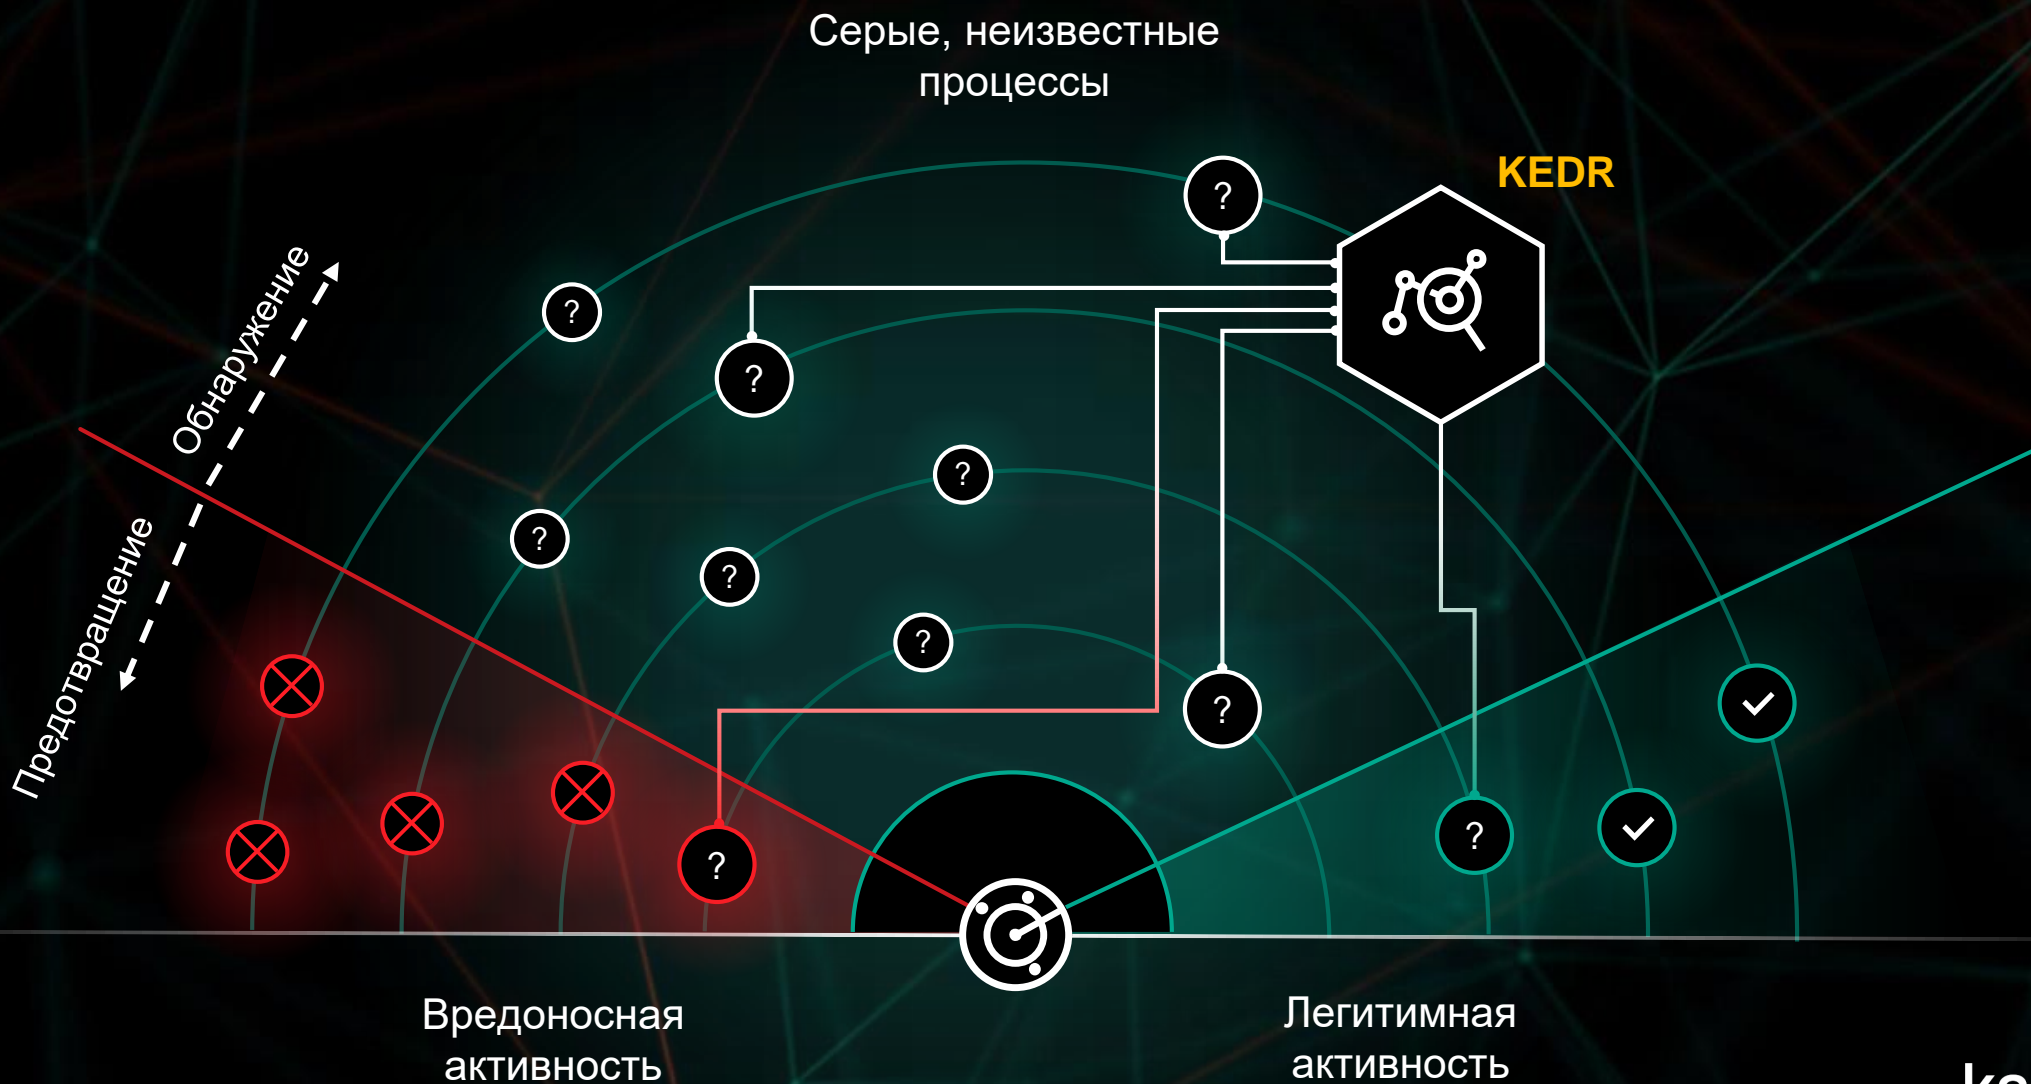 Серые, неизвестные
процессы
KEDR
?
?
?
Обнаружение
?
?
?
Предотвращение
?
?
?
?
Вредоносная
активность
Легитимная
активность